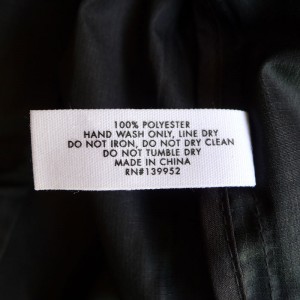 100% POLYESTER
HAND WASH ONLY, LINE DRY
DO NOT IRON, DO NOT DRY CLEAN
DO NOT TUMBLE DRY
MADE IN CHINA
RN#139952